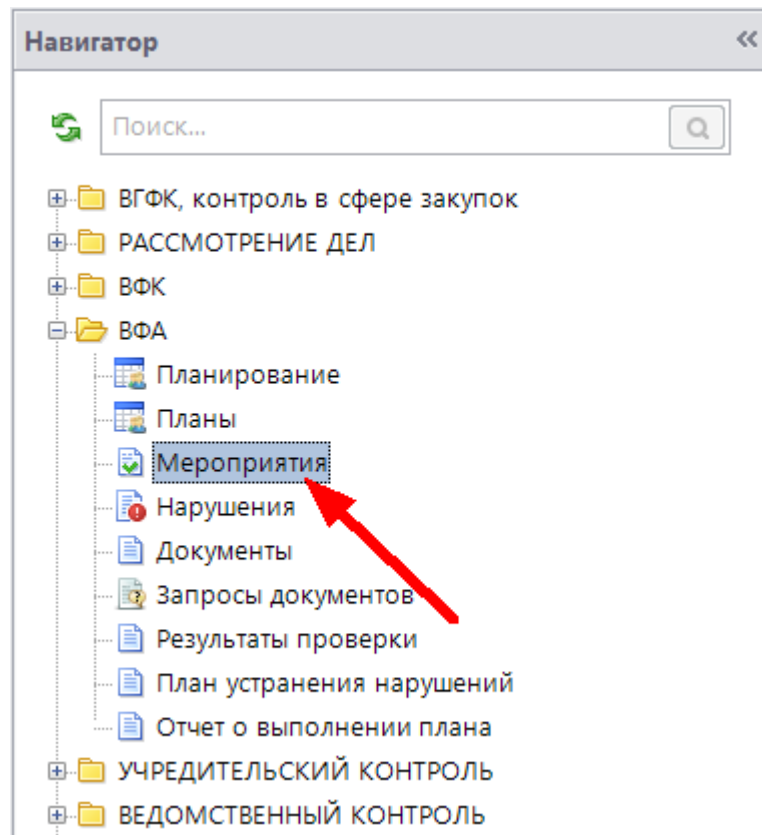 Навигатор
Поиск...
ВГФК, контроль в сфере закупок
РАССМОТРЕНИЕ ДЕЛ
ВФК
ВФА
Планирование
Планы
Мероприятия
Нарушения
Документы
Запросы документов
Результаты проверки
План устранения нарушений
Отчет о выполнении плана
УЧРЕДИТЕЛЬСКИЙ КОНТРОЛЬ
ВЕДОМСТВЕННЫЙ КОНТРОЛЬ